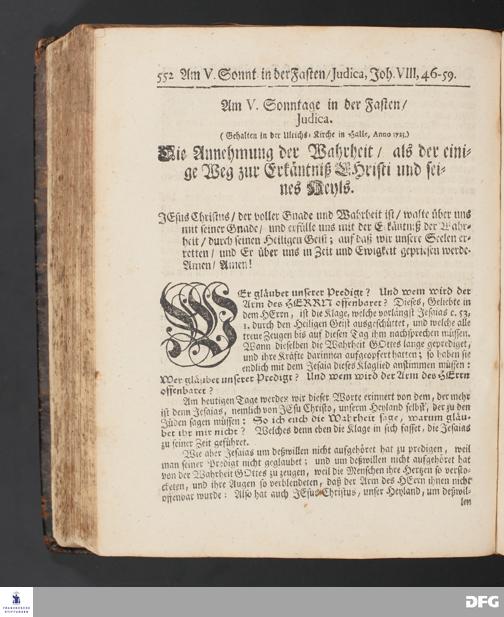 552 Am V. Sonnt. in der Fasten/ Judica, Joh. VIII, 46-59.
Am V. Sonntage in der Fasten/
Judica.
( Gehalten in der Ulrichs-Kirche in Halle, Anno 1723.)
Die Annehmung der Wahrheit/ als der eini-
ge Weg zur Erkäntniß Christi und sei-
nes Heyls.
JEsus Christus/ der voller Gnade und Wahrheit ist/ walte über uns
mit seiner Gnade/ und erfülle uns mit der Erkäntniß der Wahr-
heit/ durch seinen Heiligen Geist; auf daß wir unsere Seelen er-
retten/ und Er über uns in Zeit und Ewigkeit gepriesen werde.
Amen/ Amen!
WEr gläubet unserer Predigt? Und wem wird der
Arm des HERRN offenbaret? Dieses, Geliebte in
dem HErrn, ist die Klage, welche vorlängst Jesaias c. 53,
1. durch den Heiligen Geist ausgeschüttet, und welche alle
treue Zeugen bis auf diesen Tag ihm nachsprechen müssen.
Wann dieselben die Wahrheit GOttes lange geprediget,
und ihre Kräfte darinnen aufgeopfert hatten; so haben sie
endlich mit dem Jesaia dieses Klaglied anstimmen müssen:
Wer gläubet unserer Predigt? Und wem wird der Arm des HErrn
offenbaret?
Am heutigen Tage werden wir dieser Worte erinnert von dem, der mehr
ist denn Jesaias, nemlich von JEsu Christo, unserm Heyland selbst, der zu den
Jüden sagen müssen: So ich euch die Wahrheit sage, warum gläu-
bet ihr mir nicht? Welches denn eben die Klage in sich fasset, die Jesaias
zu seiner Zeit geführet.
Wie aber Jesaias um deßwillen nicht aufgehöret hat zu predigen, weil
man seiner Predigt nicht geglaubet; und um deßwillen nicht aufgehöret hat
von der Wahrheit GOttes zu zeugen, weil die Menschen ihre Hertzen so versto-
cketen, und ihre Augen so verblendeten, daß der Arm des HErrn ihnen nicht
offenbar wurde: Also hat auch JEsus Christus, unser Heyland, um deßwil-
len
FRANCKESCHE
STIFTUNGEN
DFG